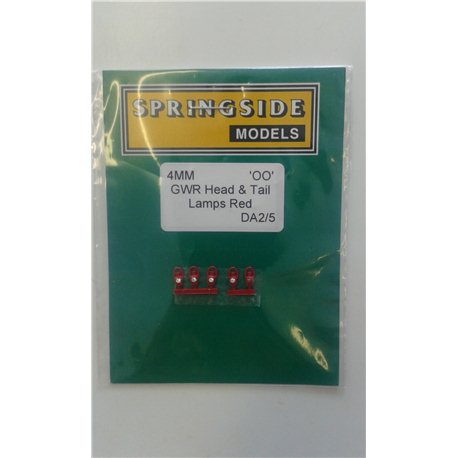 SPRINGSIDE
MODELS
4MM 'OO'
GWR Head & Tail
Lamps Red
DA2/5